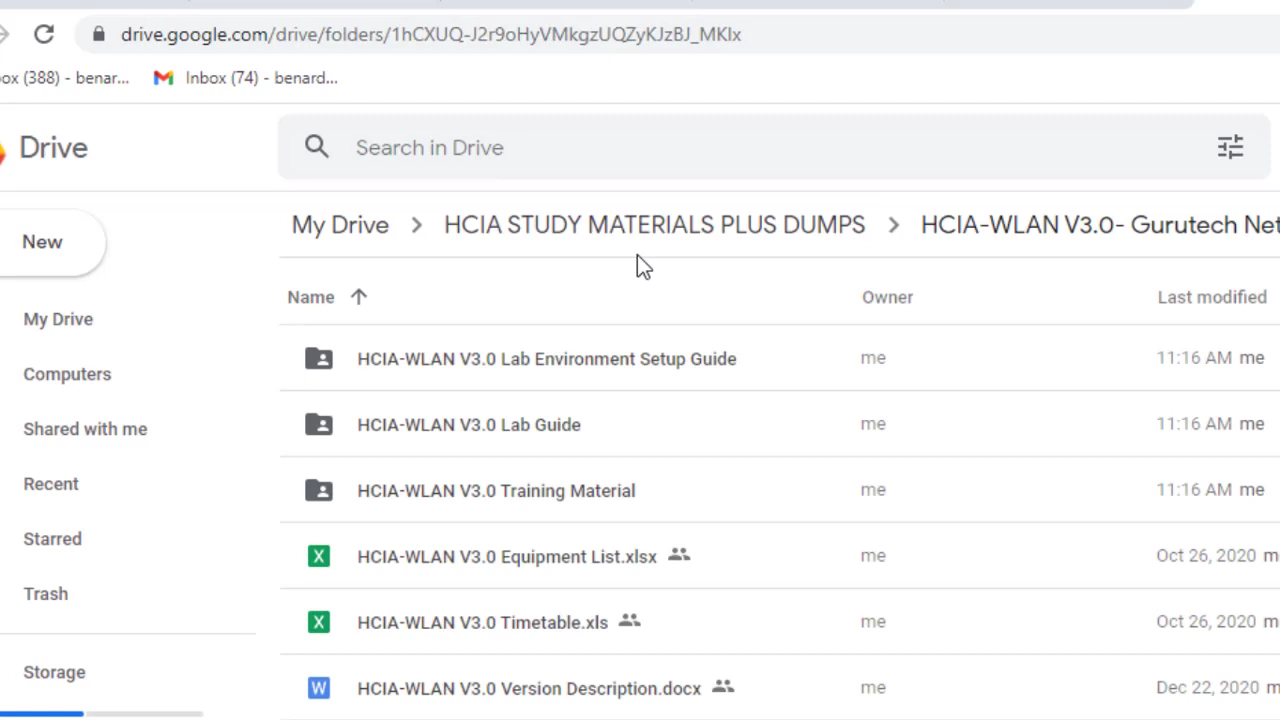 drive.google.com/drive/folders/1hCXUQ-J2r9oHyVMkgzUQZyKJzBJ_MKlx
ox (388) - benar... Inbox (74) - benard...
Drive
Search in Drive
New
My Drive > HCIA STUDY MATERIALS PLUS DUMPS > HCIA-WLAN V3.0- Gurutech Net
Name Owner Last modified
My Drive
Computers
Shared with me
Recent
Starred
Trash
Storage
HCIA-WLAN V3.0 Lab Environment Setup Guide me 11:16 AM me
HCIA-WLAN V3.0 Lab Guide me 11:16 AM me
HCIA-WLAN V3.0 Training Material me 11:16 AM me
X HCIA-WLAN V3.0 Equipment List.xlsx me Oct 26, 2020 m
X HCIA-WLAN V3.0 Timetable.xls me Oct 26, 2020 m
W HCIA-WLAN V3.0 Version Description.docx me Dec 22, 2020 m